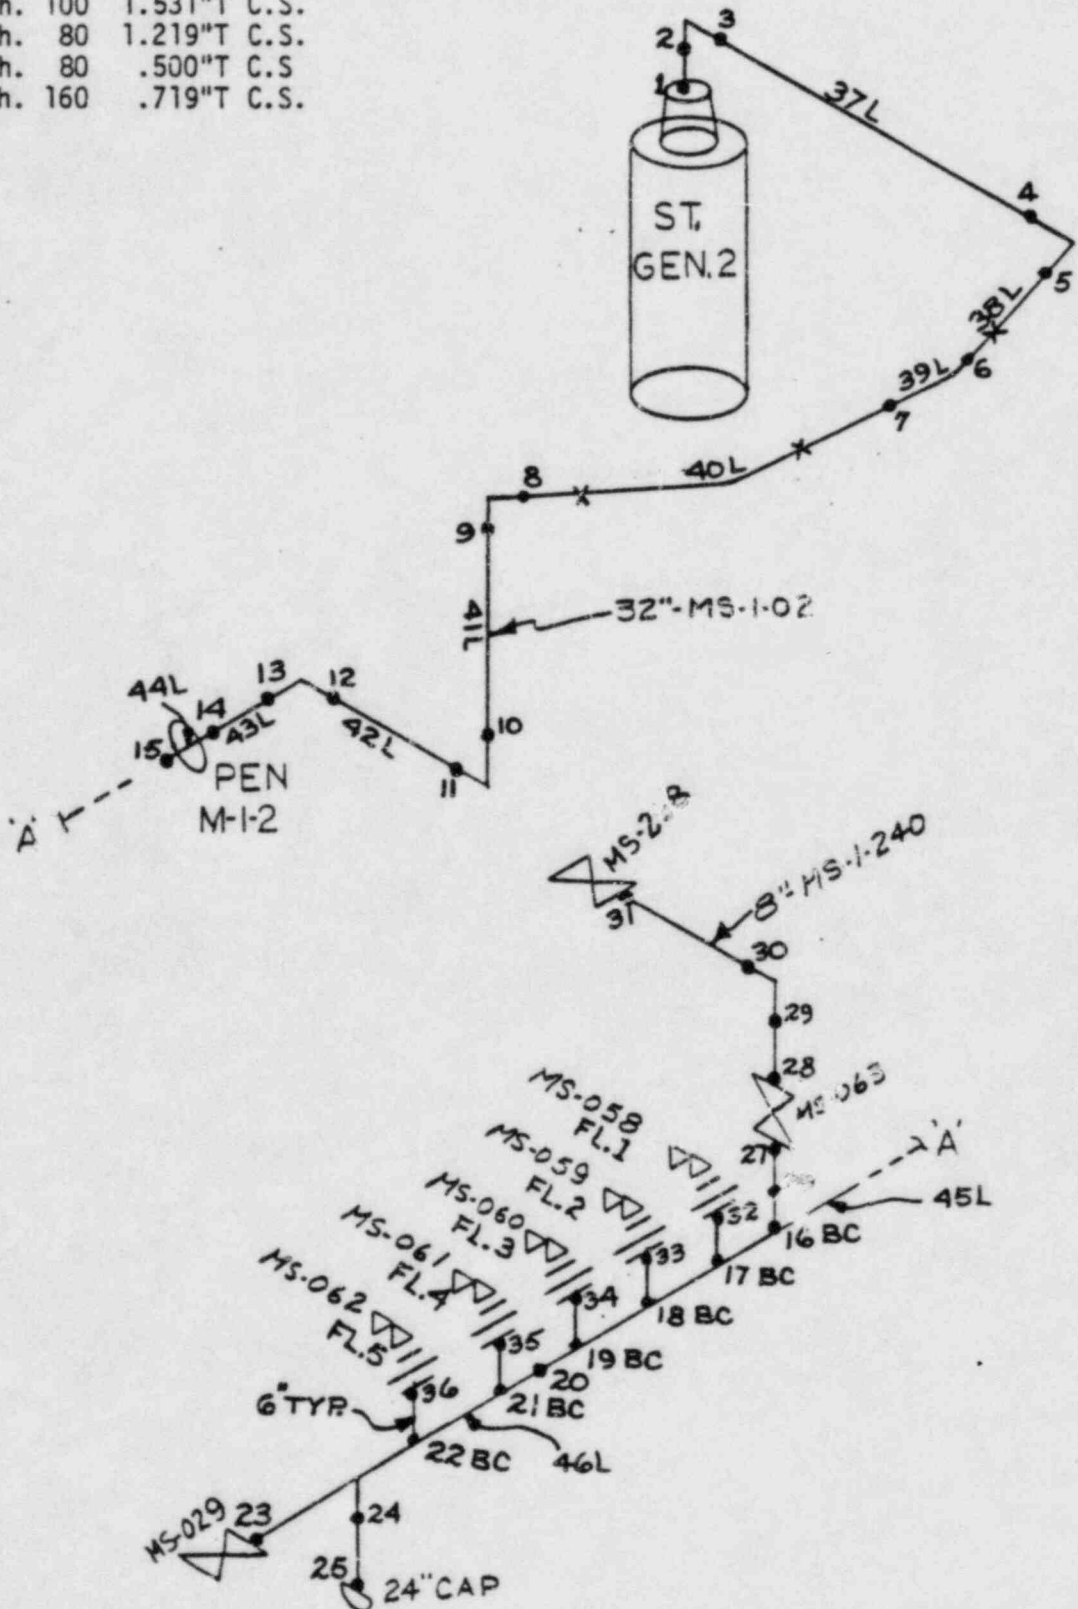 h. 100 1.531"T C.S.
h. 80 1.219"T C.S.
h. 80 .500"T C.S
h. 160 .719"T C.S.
3
2
1
37L
ST.
GEN.2
4
5
38L
6
39L
7
40L
8
9
41L
32"-MS-1-02
10
11
42L
12
13
43L
14
44L
15
PEN
M-1-2
'A'
31
8" MS-1-240
30
29
28
MS-063
27
'A'
45L
16 BC
MS-058
FL.1
32
17 BC
MS-059
FL.2
33
18 BC
MS-060
FL.3
34
19 BC
20
MS-061
FL.4
35
21 BC
MS-062
FL.5
36
6" TYP.
22 BC
46L
MS-029
23
24
25
24" CAP